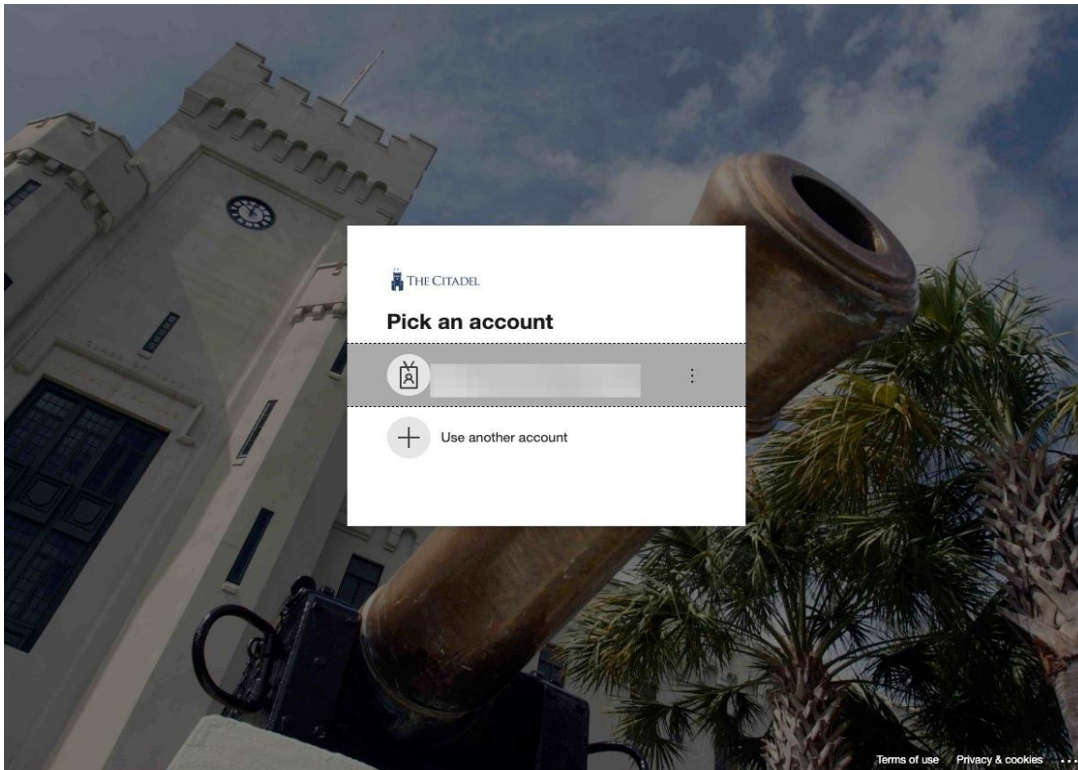 THE CITADEL
Pick an account
Use another account
Terms of use Privacy & cookies ...